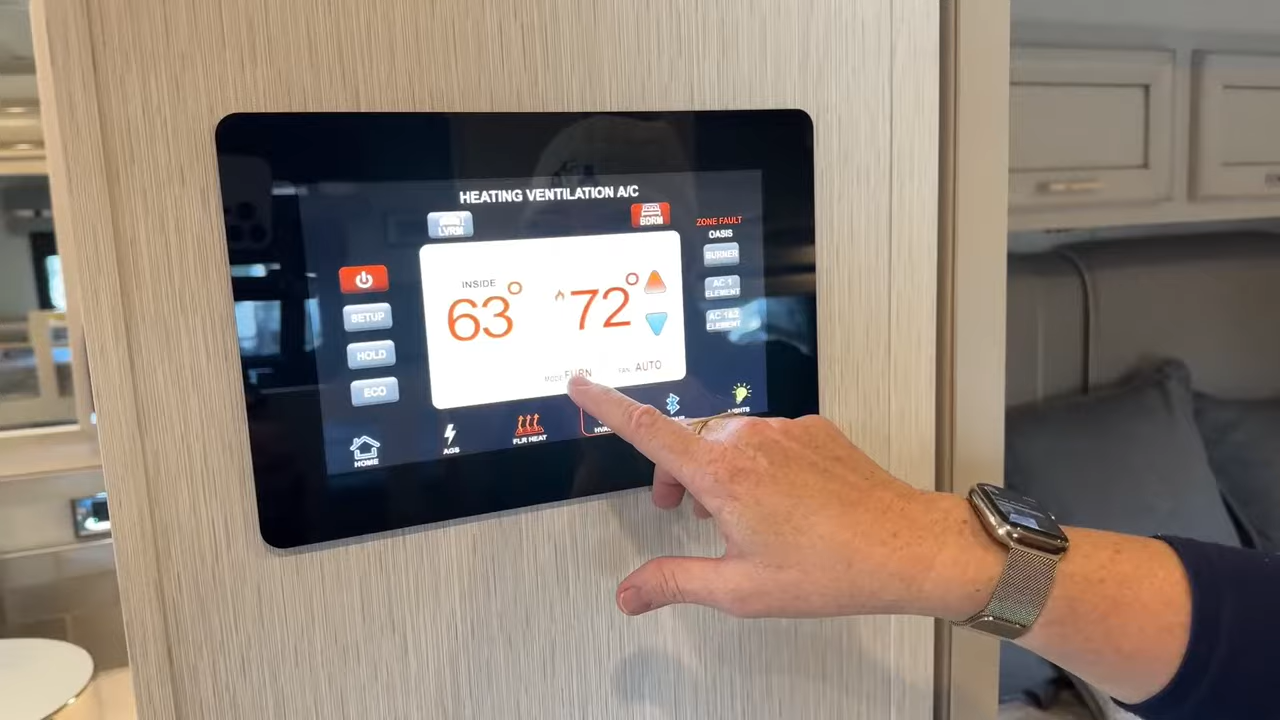 HEATING VENTILATION A/C
LVRM
BDRM
ZONE FAULT
OASIS
BURNER
SETUP
INSIDE
63°
72°
AC 1
ELEMENT
AC 1&2
ELEMENT
HOLD
ECO
MODE FURN
FAN AUTO
HOME
AGS
FLR HEAT
LIGHTS